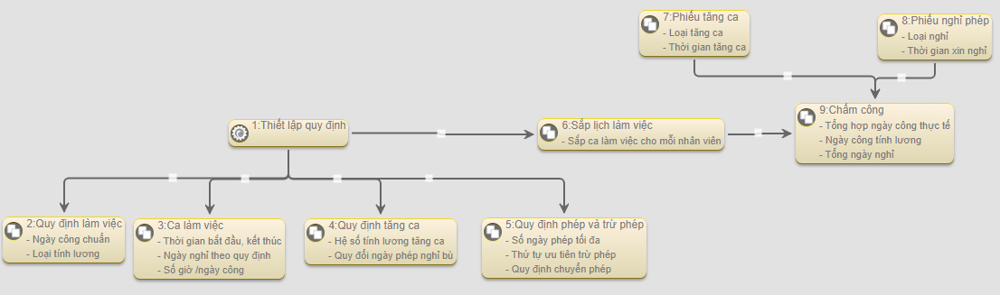 7:Phiếu tăng ca
- Loại tăng ca
- Thời gian tăng ca
8:Phiếu nghỉ phép
- Loại nghỉ
- Thời gian xin nghỉ
1:Thiết lập quy định
6:Sắp lịch làm việc
- Sắp ca làm việc cho mỗi nhân viên
9:Chấm công
- Tổng hợp ngày công thực tế
- Ngày công tính lương
- Tổng ngày nghỉ
2:Quy định làm việc
- Ngày công chuẩn
- Loại tính lương
3:Ca làm việc
- Thời gian bắt đầu, kết thúc
- Ngày nghỉ theo quy định
- Số giờ /ngày công
4:Quy định tăng ca
- Hệ số tính lương tăng ca
- Quy đổi ngày phép nghỉ bù
5:Quy định phép và trừ phép
- Số ngày phép tối đa
- Thứ tự ưu tiên trừ phép
- Quy định chuyển phép